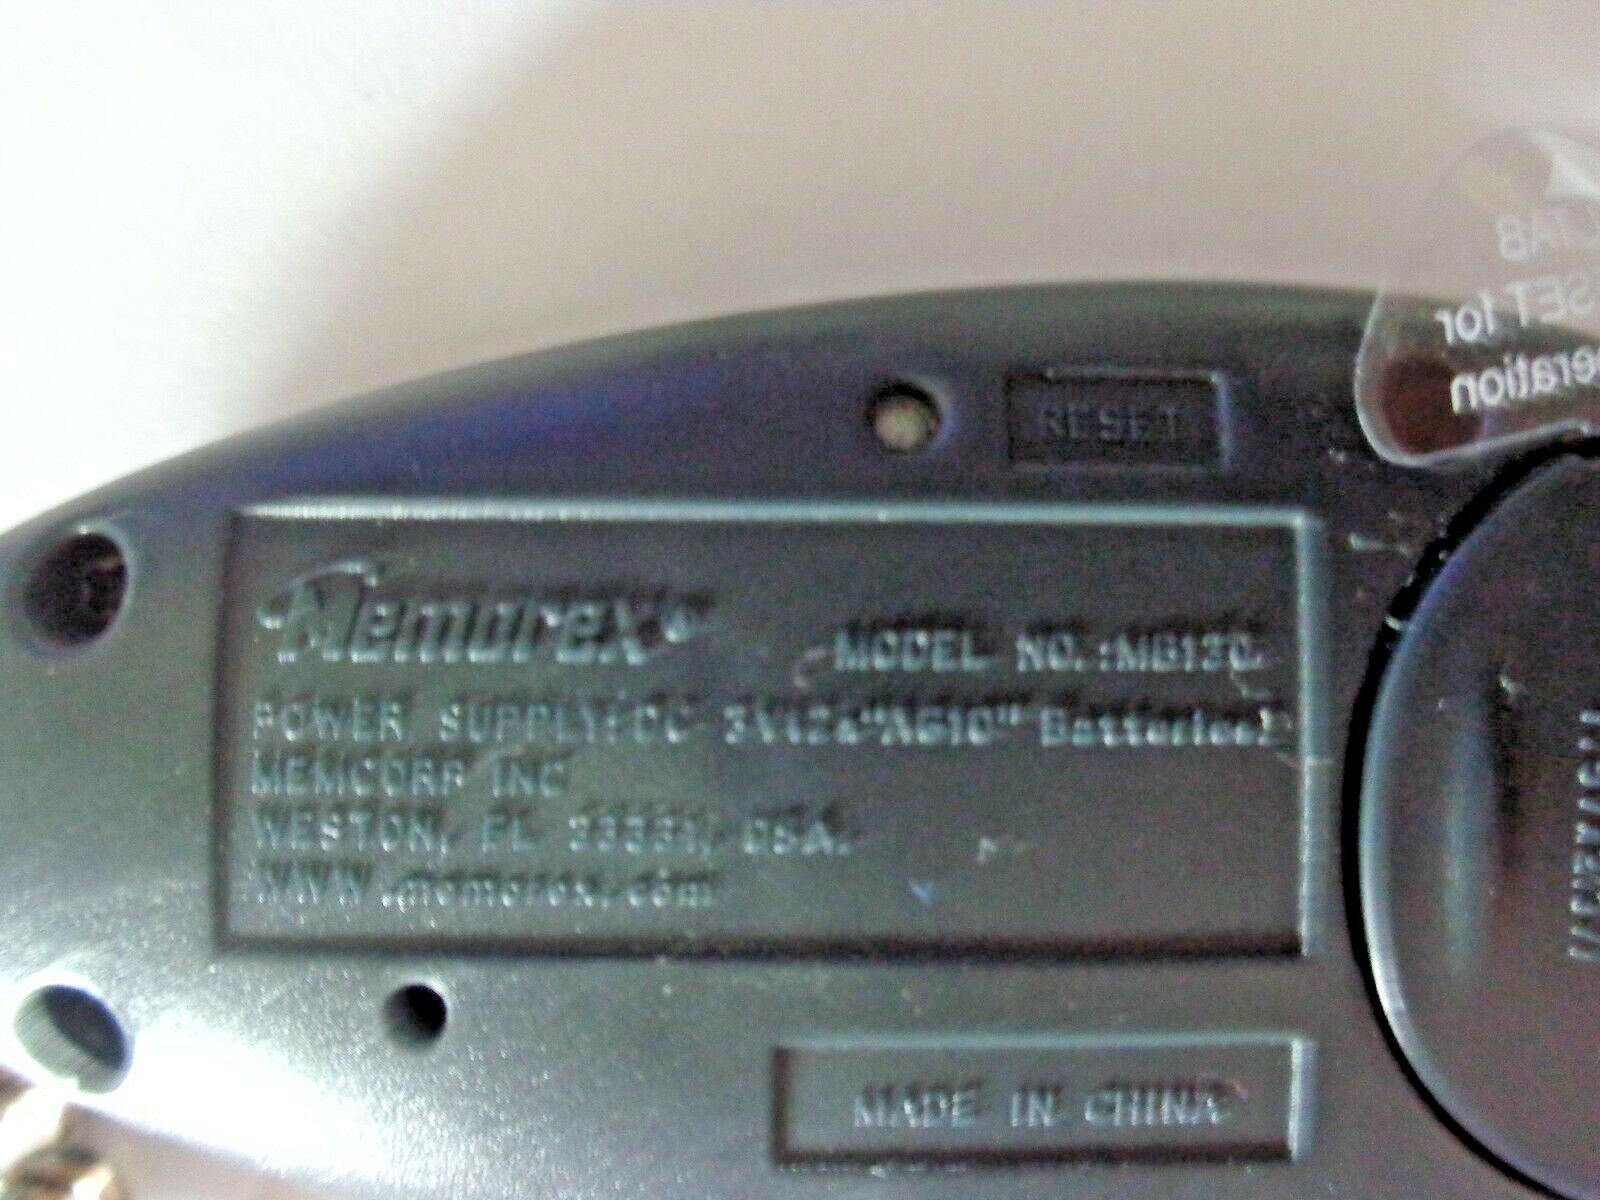 RESET
Memorex®
MODEL NO.:MB130
POWER SUPPLY:DC 3V(2x"AG10" Batteries)
MEMCORP INC
WESTON, FL 33331, USA.
WWW.memorex.com
MADE IN CHINA
TAB
SET for
eration